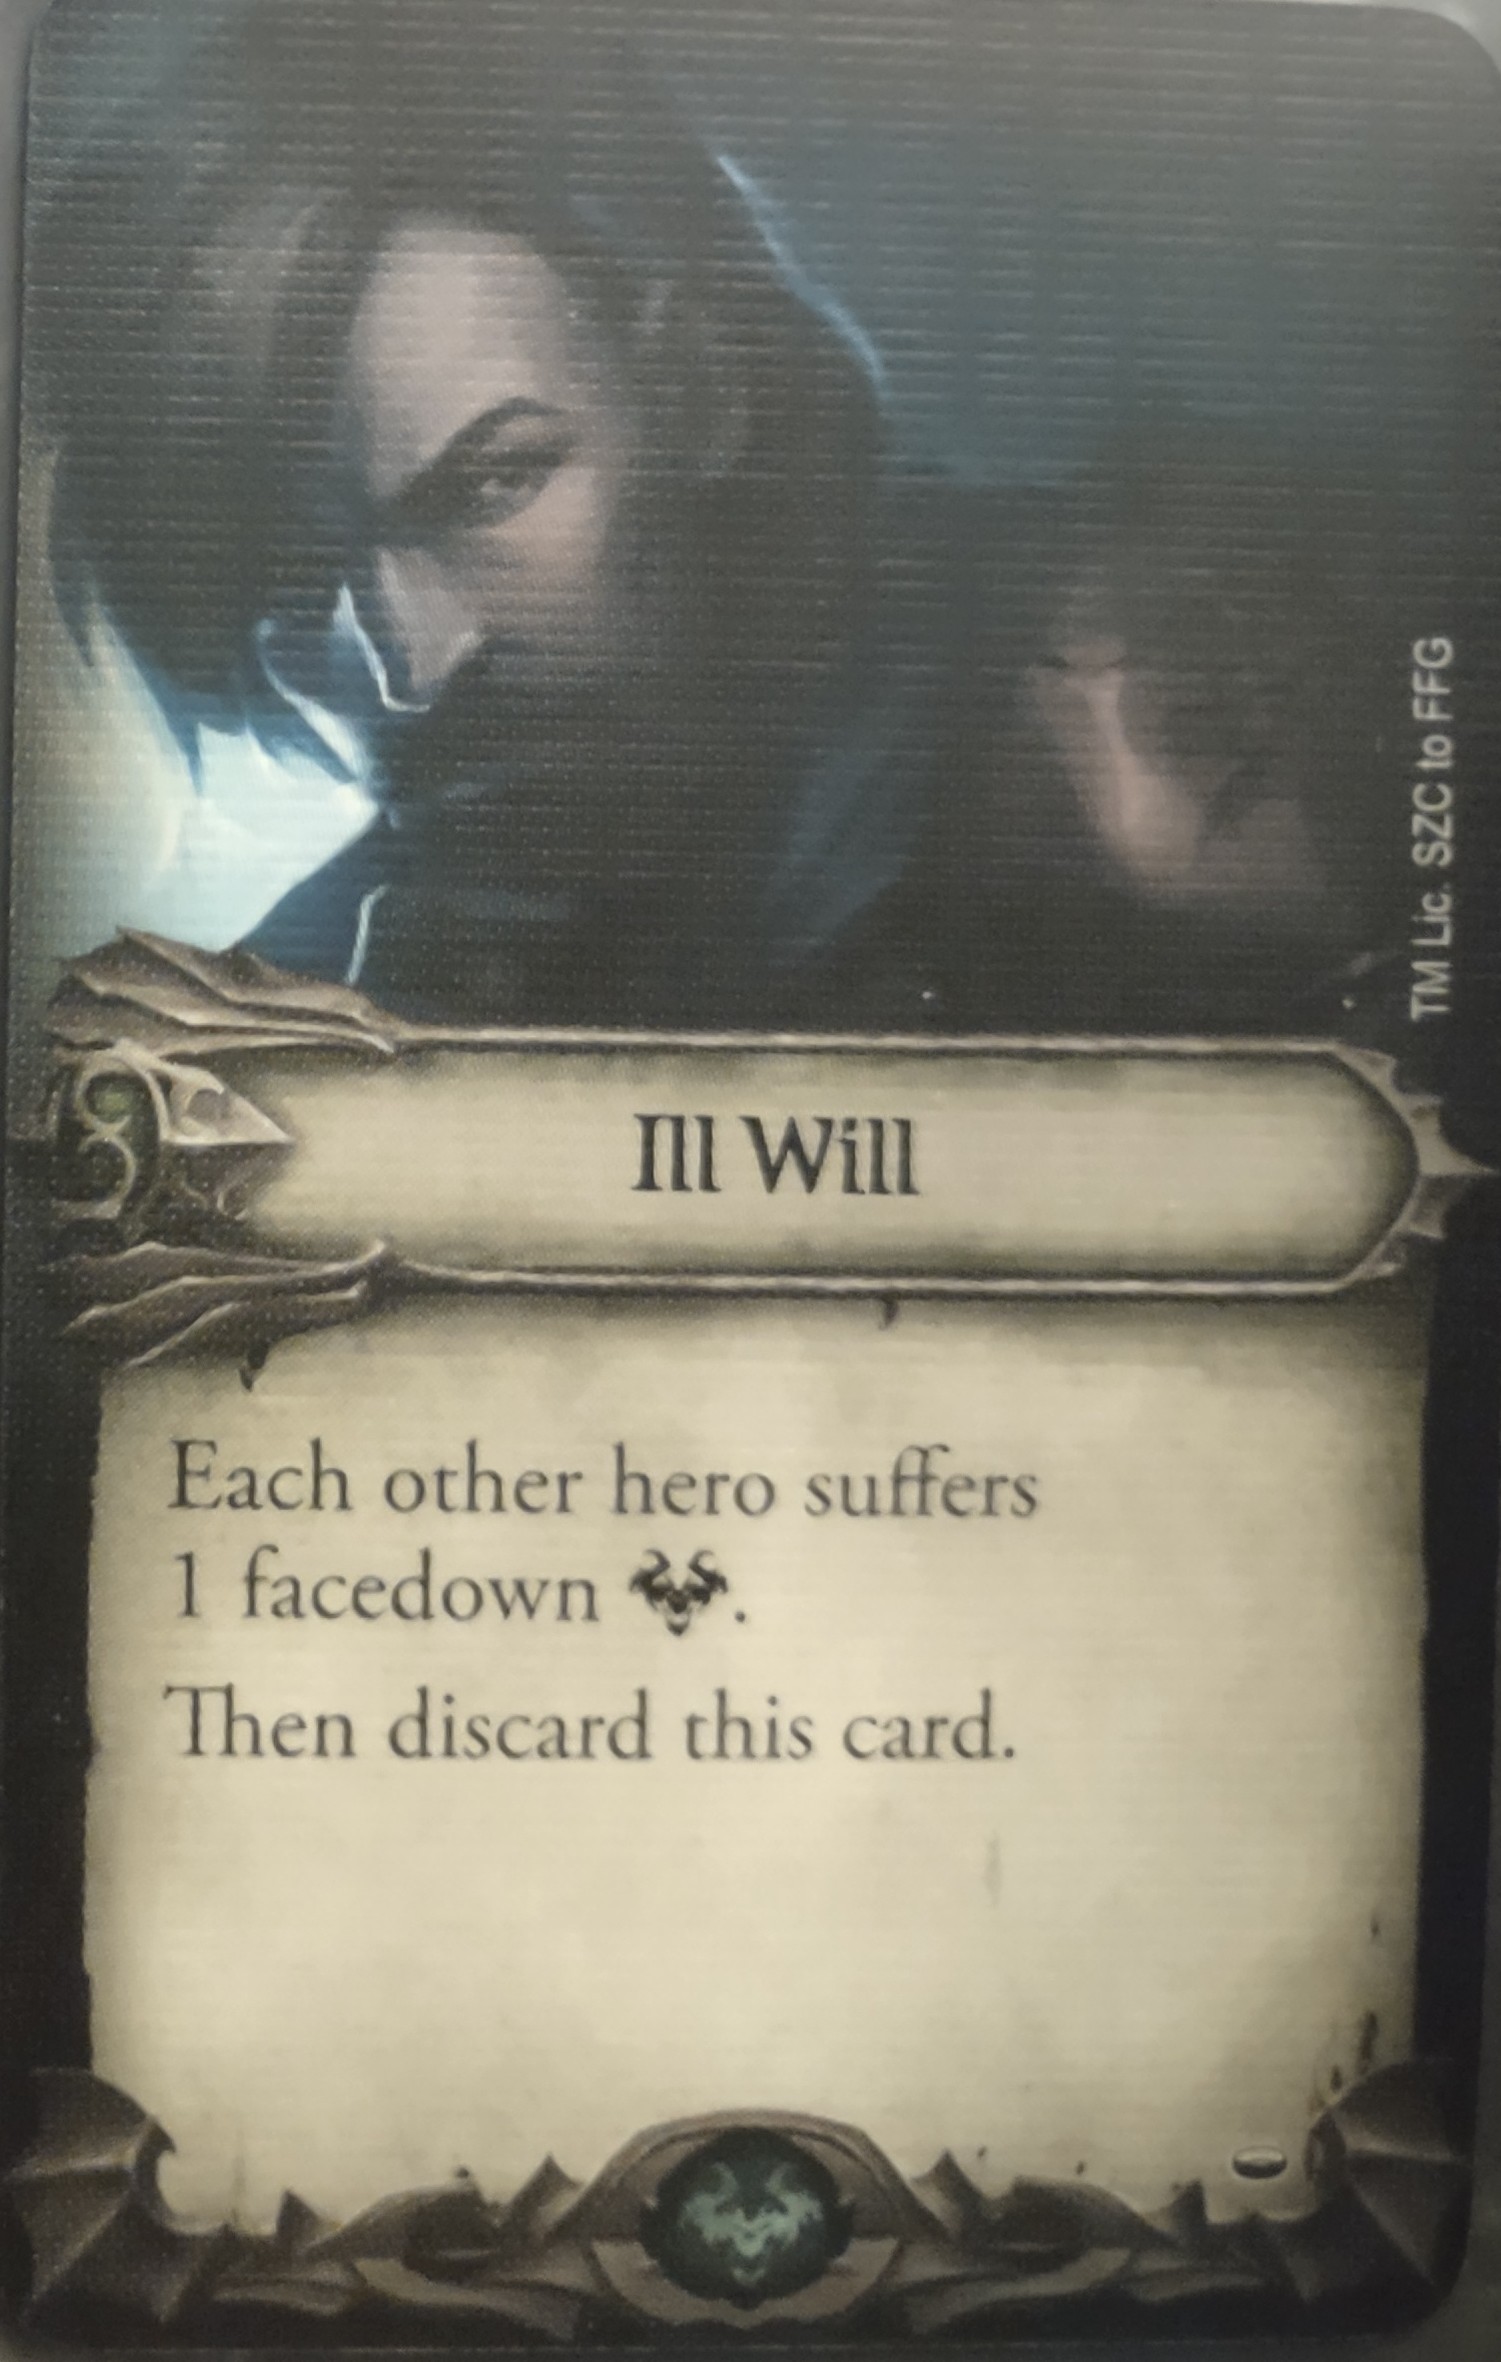 TM Lic. SZC to FFG
Ill Will
Each other hero suffers
1 facedown .
Then discard this card.